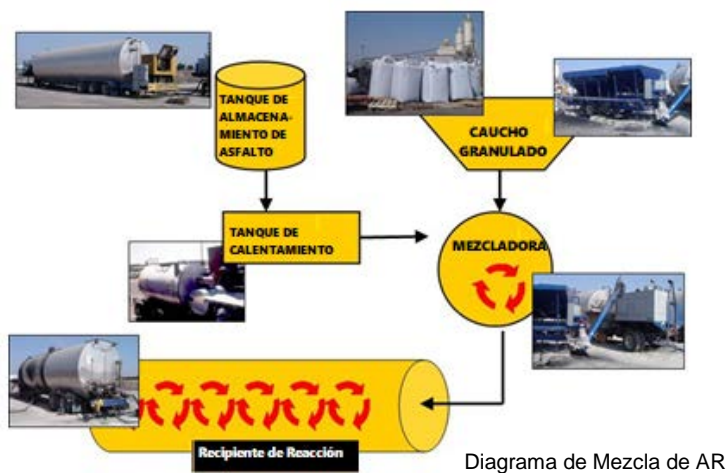 TANQUE DE
ALMACENA-
MIENTO DE
ASFALTO
CAUCHO
GRANULADO
TANQUE DE
CALENTAMIENTO
MEZCLADORA
Recipiente de Reacción
Diagrama de Mezcla de AR